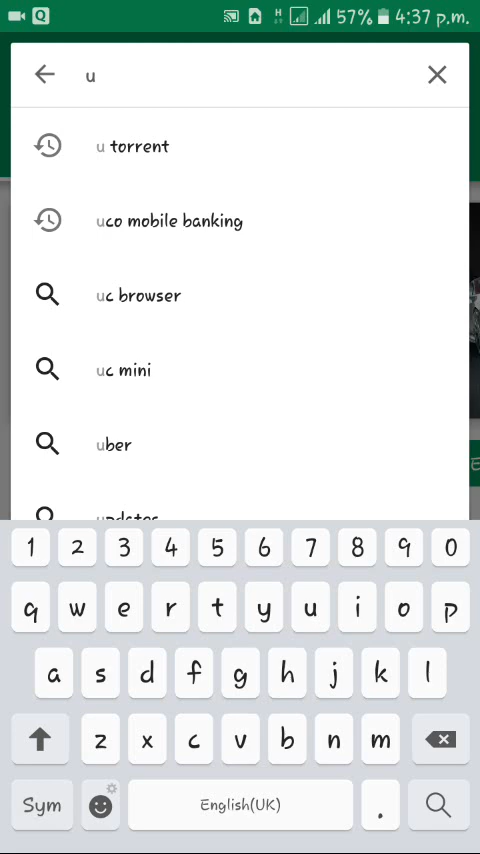 Q H 57% 4:37 p.m.
u
u torrent
uco mobile banking
uc browser
uc mini
uber
updates
1 2 3 4 5 6 7 8 9 0
q w e r t y u i o p
a s d f g h j k l
z x c v b n m
Sym English(UK) .